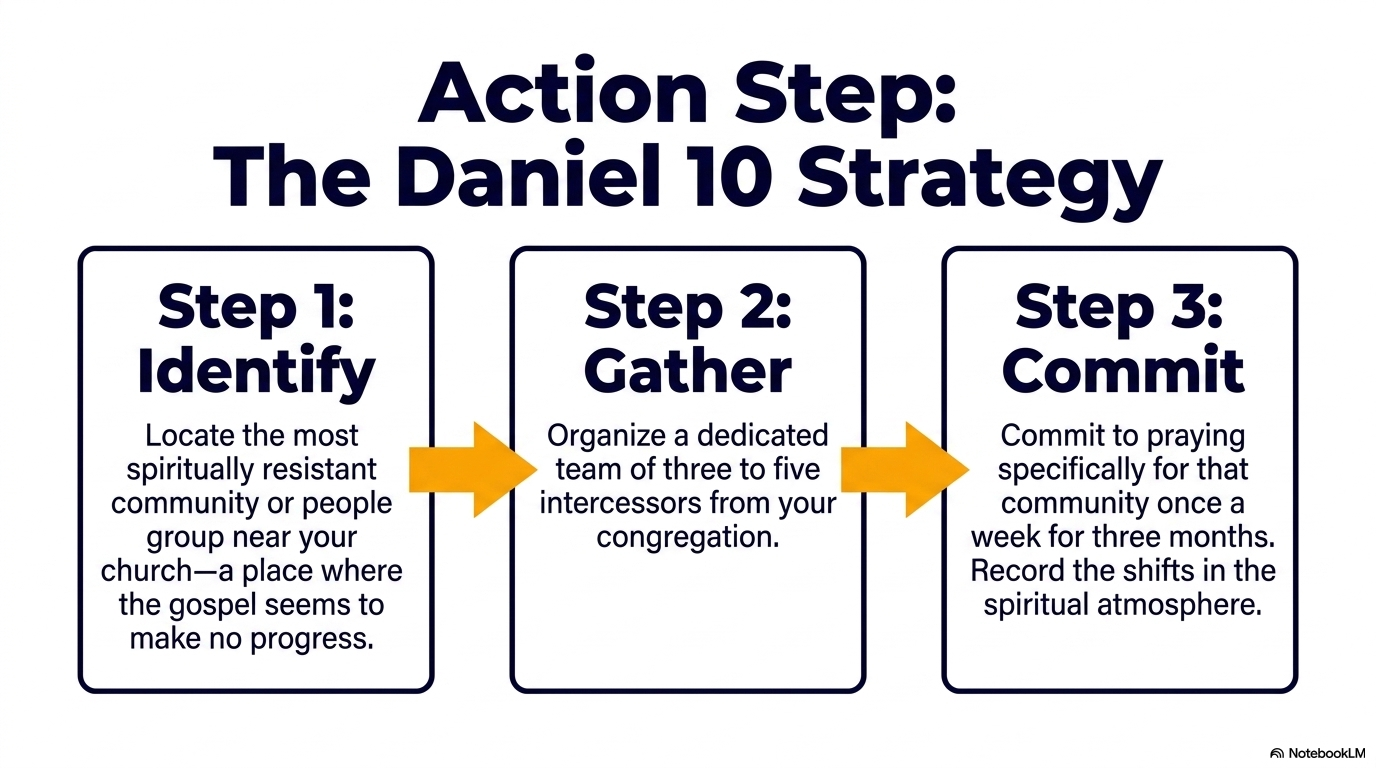 Action Step:
The Daniel 10 Strategy
Step 1:
Identify
Locate the most
spiritually resistant
community or people
group near your
church—a place where
the gospel seems to
make no progress.
Step 2:
Gather
Organize a dedicated
team of three to five
intercessors from your
congregation.
Step 3:
Commit
Commit to praying
specifically for that
community once a
week for three months.
Record the shifts in the
spiritual atmosphere.
NotebookLM